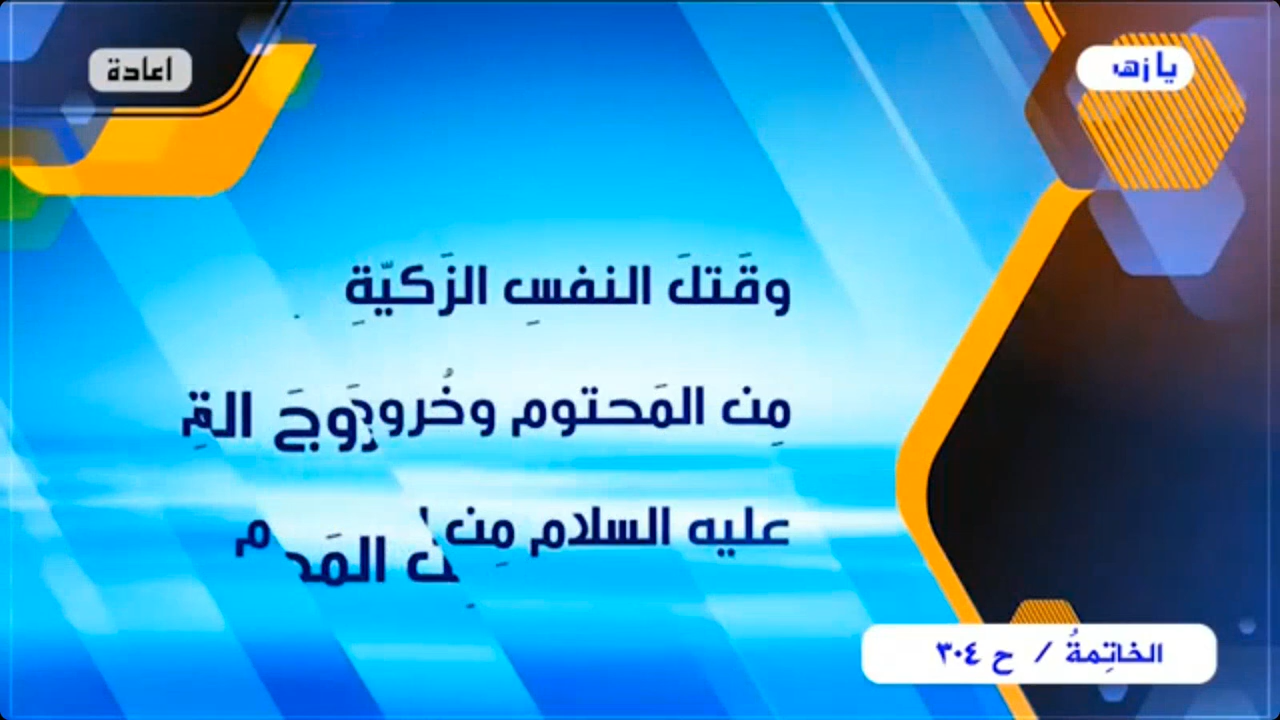 اعادة
يا زهـ
وقَتلَ النفسِ الزَكيّةِ
مِن المَحتوم وخُروجَ
عليه السلام مِن
الخاتِمةُ / ح ٣٠٤